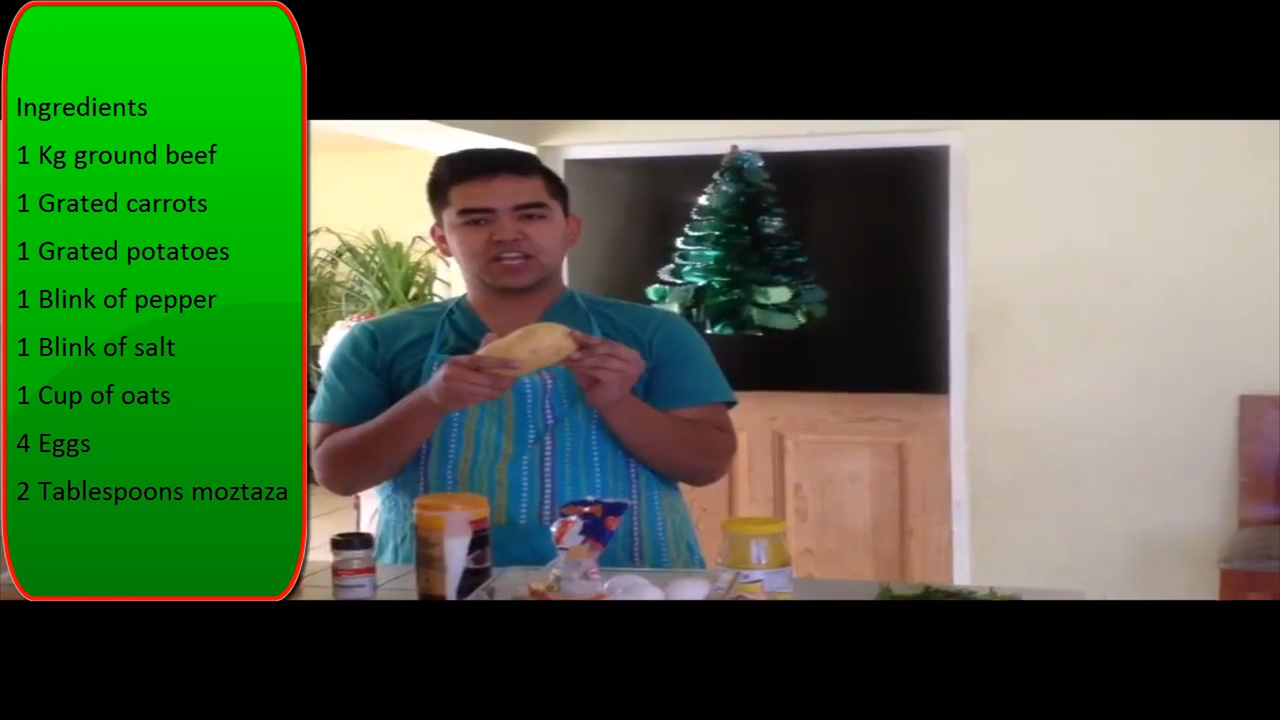 Ingredients
1 Kg ground beef
1 Grated carrots
1 Grated potatoes
1 Blink of pepper
1 Blink of salt
1 Cup of oats
4 Eggs
2 Tablespoons moztaza